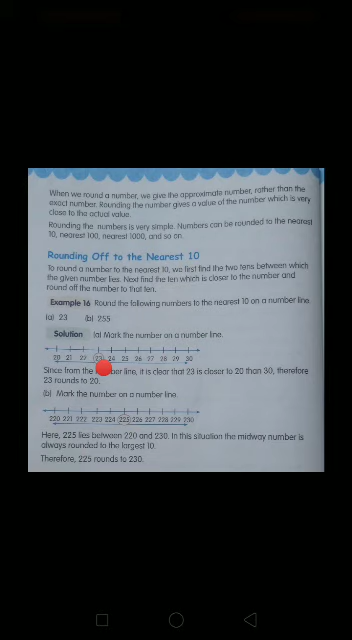 When we round a number, we give the approximate number, rather than the
exact number. Rounding the number gives a value of the number which is very
close to the actual value.
Rounding the numbers is very simple. Numbers can be rounded to the nearest
10, nearest 100, nearest 1000, and so on.
Rounding Off to the Nearest 10
To round a number to the nearest 10, we first find the two tens between which
the given number lies. Next find the ten which is closer to the number and
round off the number to that ten.
Example 16 Round the following numbers to the nearest 10 on a number line.
(a) 23 (b) 255
Solution (a) Mark the number on a number line.
20 21 22 23 24 25 26 27 28 29 30
Since from the ber line, it is clear that 23 is closer to 20 than 30, therefore
23 rounds to 20.
(b) Mark the number on a number line.
220 221 222 223 224 225 226 227 228 229 230
Here, 225 lies between 220 and 230. In this situation the midway number is
always rounded to the largest 10.
Therefore, 225 rounds to 230.